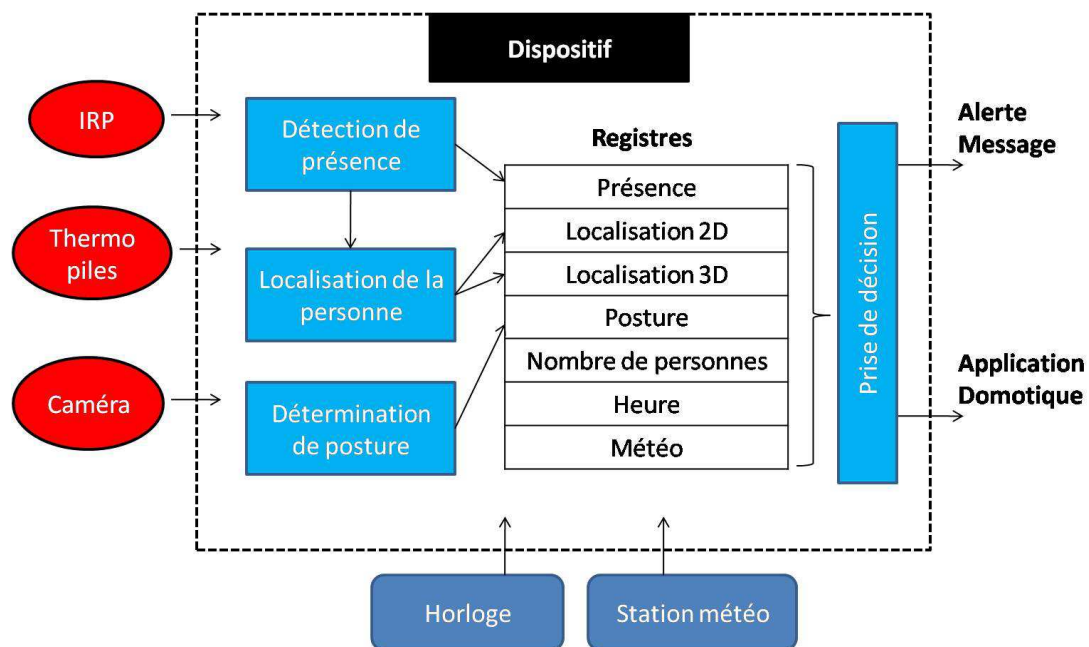 Dispositif
IRP
Thermo
piles
Caméra
Détection de
présence
Localisation de la
personne
Détermination
de posture
Registres
Présence
Localisation 2D
Localisation 3D
Posture
Nombre de personnes
Heure
Météo
Prise de décision
Alerte
Message
Application
Domotique
Horloge
Station météo